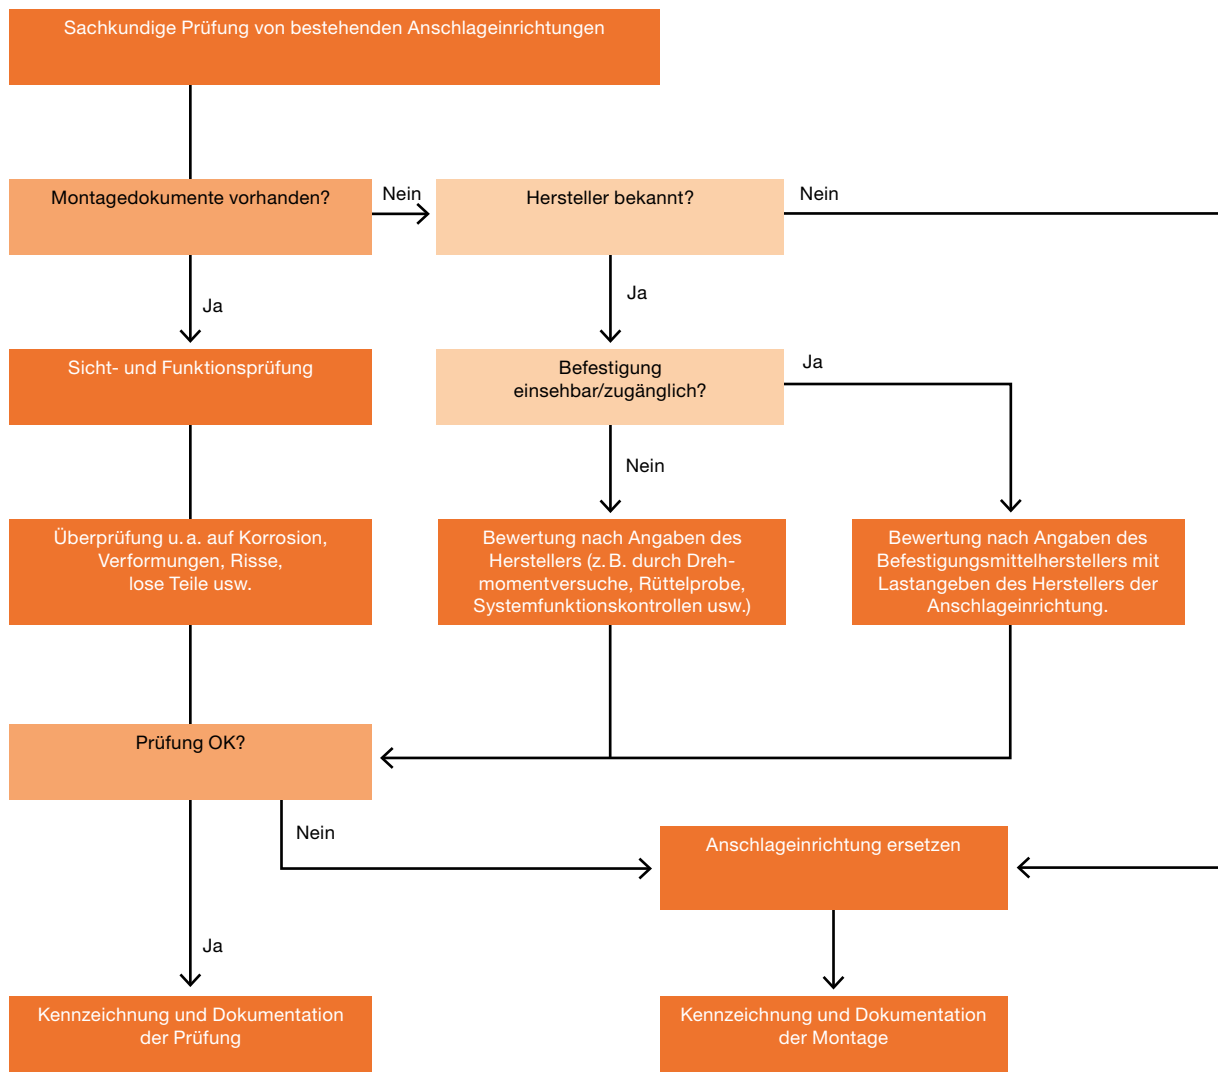 Sachkundige Prüfung von bestehenden Anschlageinrichtungen
Montagedokumente vorhanden?
Nein
Hersteller bekannt?
Nein
Ja
Ja
Sicht- und Funktionsprüfung
Befestigung
einsehbar/zugänglich?
Ja
Nein
Überprüfung u. a. auf Korrosion,
Verformungen, Risse,
lose Teile usw.
Bewertung nach Angaben des
Herstellers (z. B. durch Dreh-
momentversuche, Rüttelprobe,
Systemfunktionskontrollen usw.)
Bewertung nach Angaben des
Befestigungsmittelherstellers mit
Lastangeben des Herstellers der
Anschlageinrichtung.
Prüfung OK?
Nein
Anschlageinrichtung ersetzen
Ja
Kennzeichnung und Dokumentation
der Prüfung
Kennzeichnung und Dokumentation
der Montage